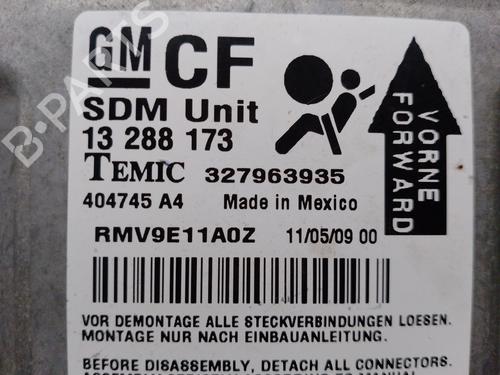 GM CF
SDM Unit
13 288 173
TEMIC 327963935
404745 A4 Made in Mexico
RMV9E11A0Z 11/05/09 00
VORNE
FORWARD
VOR DEMONTAGE ALLE STECKVERBINDUNGEN LOESEN.
MONTAGE NUR NACH EINBAUANLEITUNG.
BEFORE DISASSEMBLY, DETACH ALL CONNECTORS.
B-PARTS